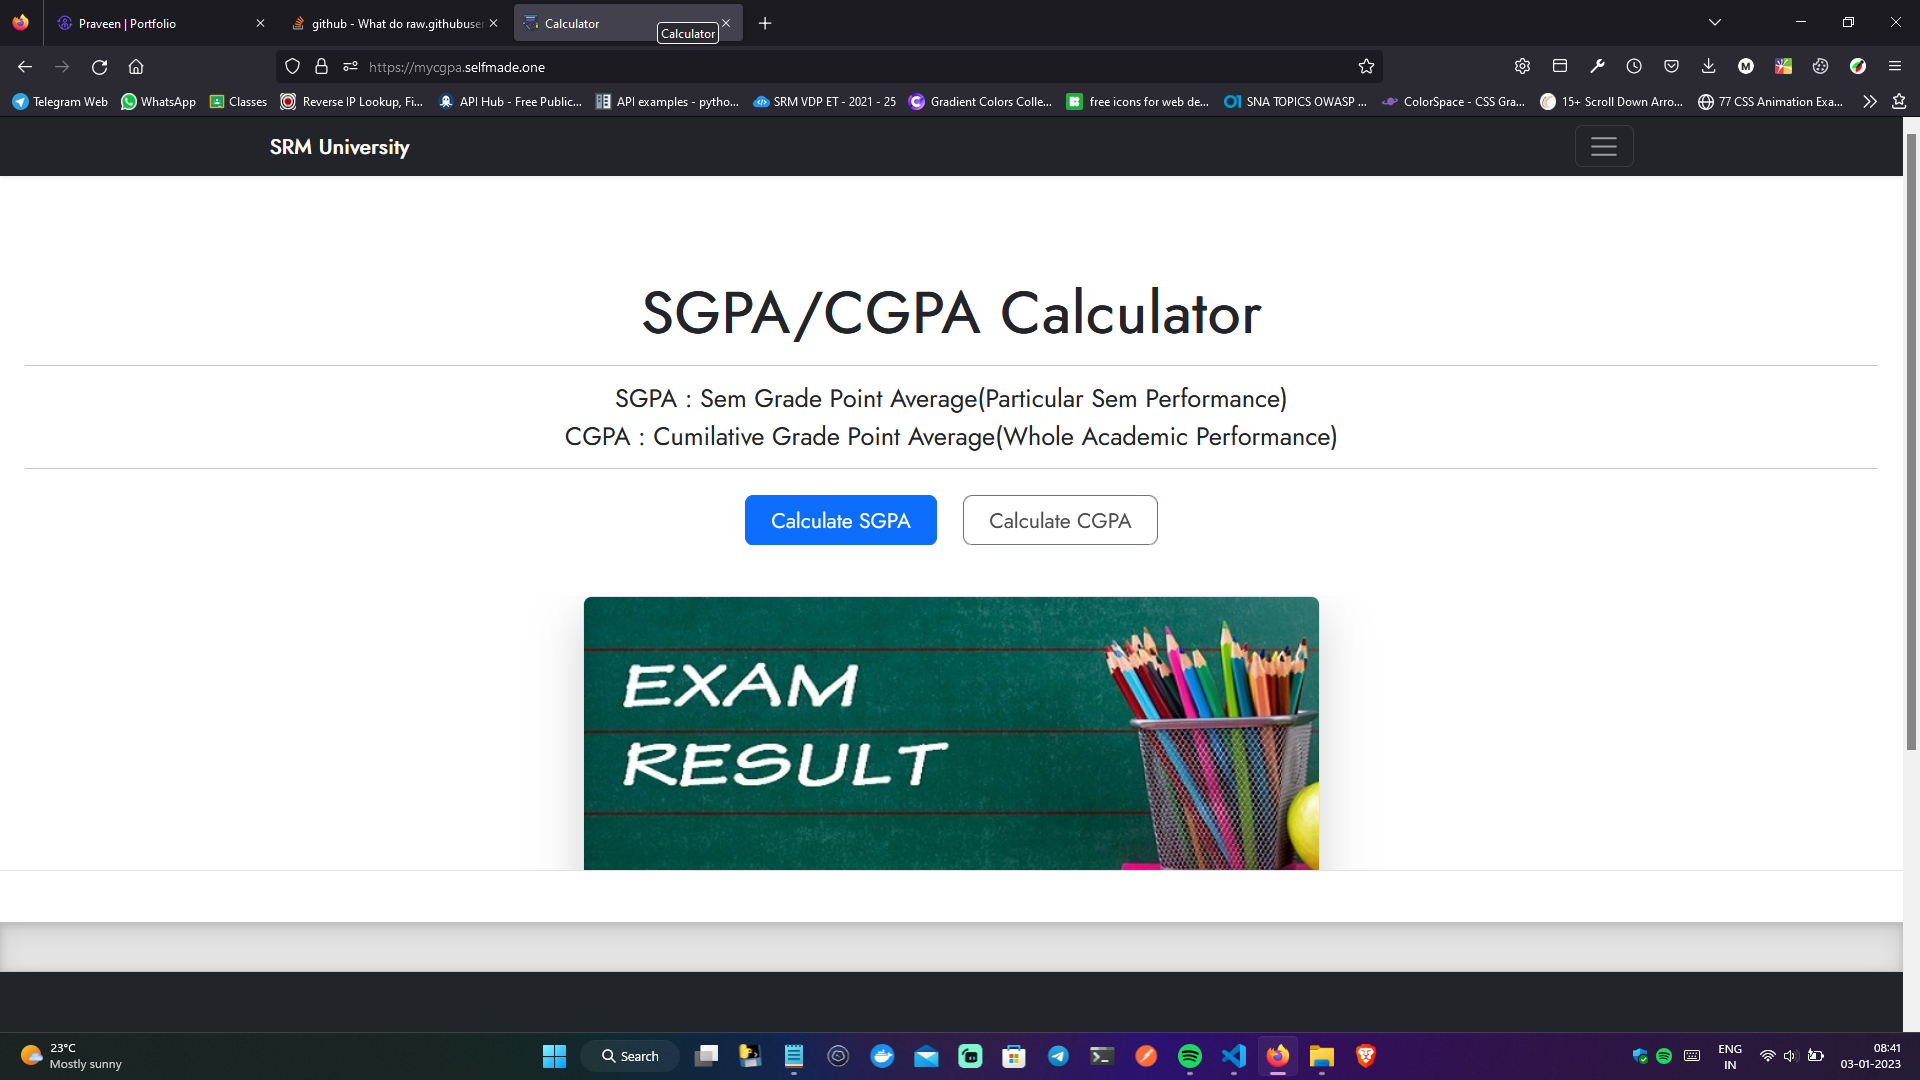 Praveen | Portfolio
github - What do raw.githubuser
Calculator
Calculator
https://mycgpa.selfmade.one
Telegram Web
WhatsApp
Classes
Reverse IP Lookup, Fi...
API Hub - Free Public...
API examples - pytho...
SRM VDP ET - 2021 - 25
Gradient Colors Colle...
free icons for web de...
SNA TOPICS OWASP ...
ColorSpace - CSS Gra...
15+ Scroll Down Arro...
77 CSS Animation Exa...
SRM University
SGPA/CGPA Calculator
SGPA : Sem Grade Point Average(Particular Sem Performance)
CGPA : Cumilative Grade Point Average(Whole Academic Performance)
Calculate SGPA
Calculate CGPA
EXAM
RESULT
23°C
Mostly sunny
Search
ENG
IN
08:41
03-01-2023